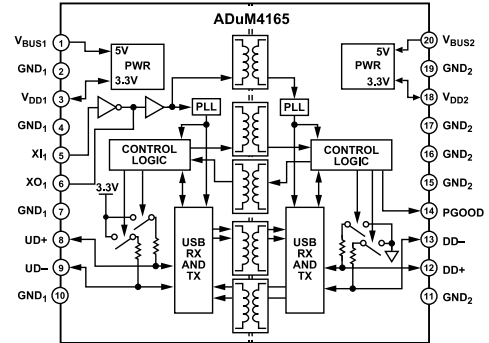 ADuM4165
VBUS1 1
5V
PWR
3.3V
GND1 2
VDD1 3
GND1 4
XI1 5
XO1 6
GND1 7
UD+ 8
UD– 9
GND1 10
PLL
CONTROL
LOGIC
3.3V
USB
RX
AND
TX
PLL
CONTROL
LOGIC
USB
RX
AND
TX
5V
PWR
3.3V
20 VBUS2
19 GND2
18 VDD2
17 GND2
16 GND2
15 GND2
14 PGOOD
13 DD–
12 DD+
11 GND2